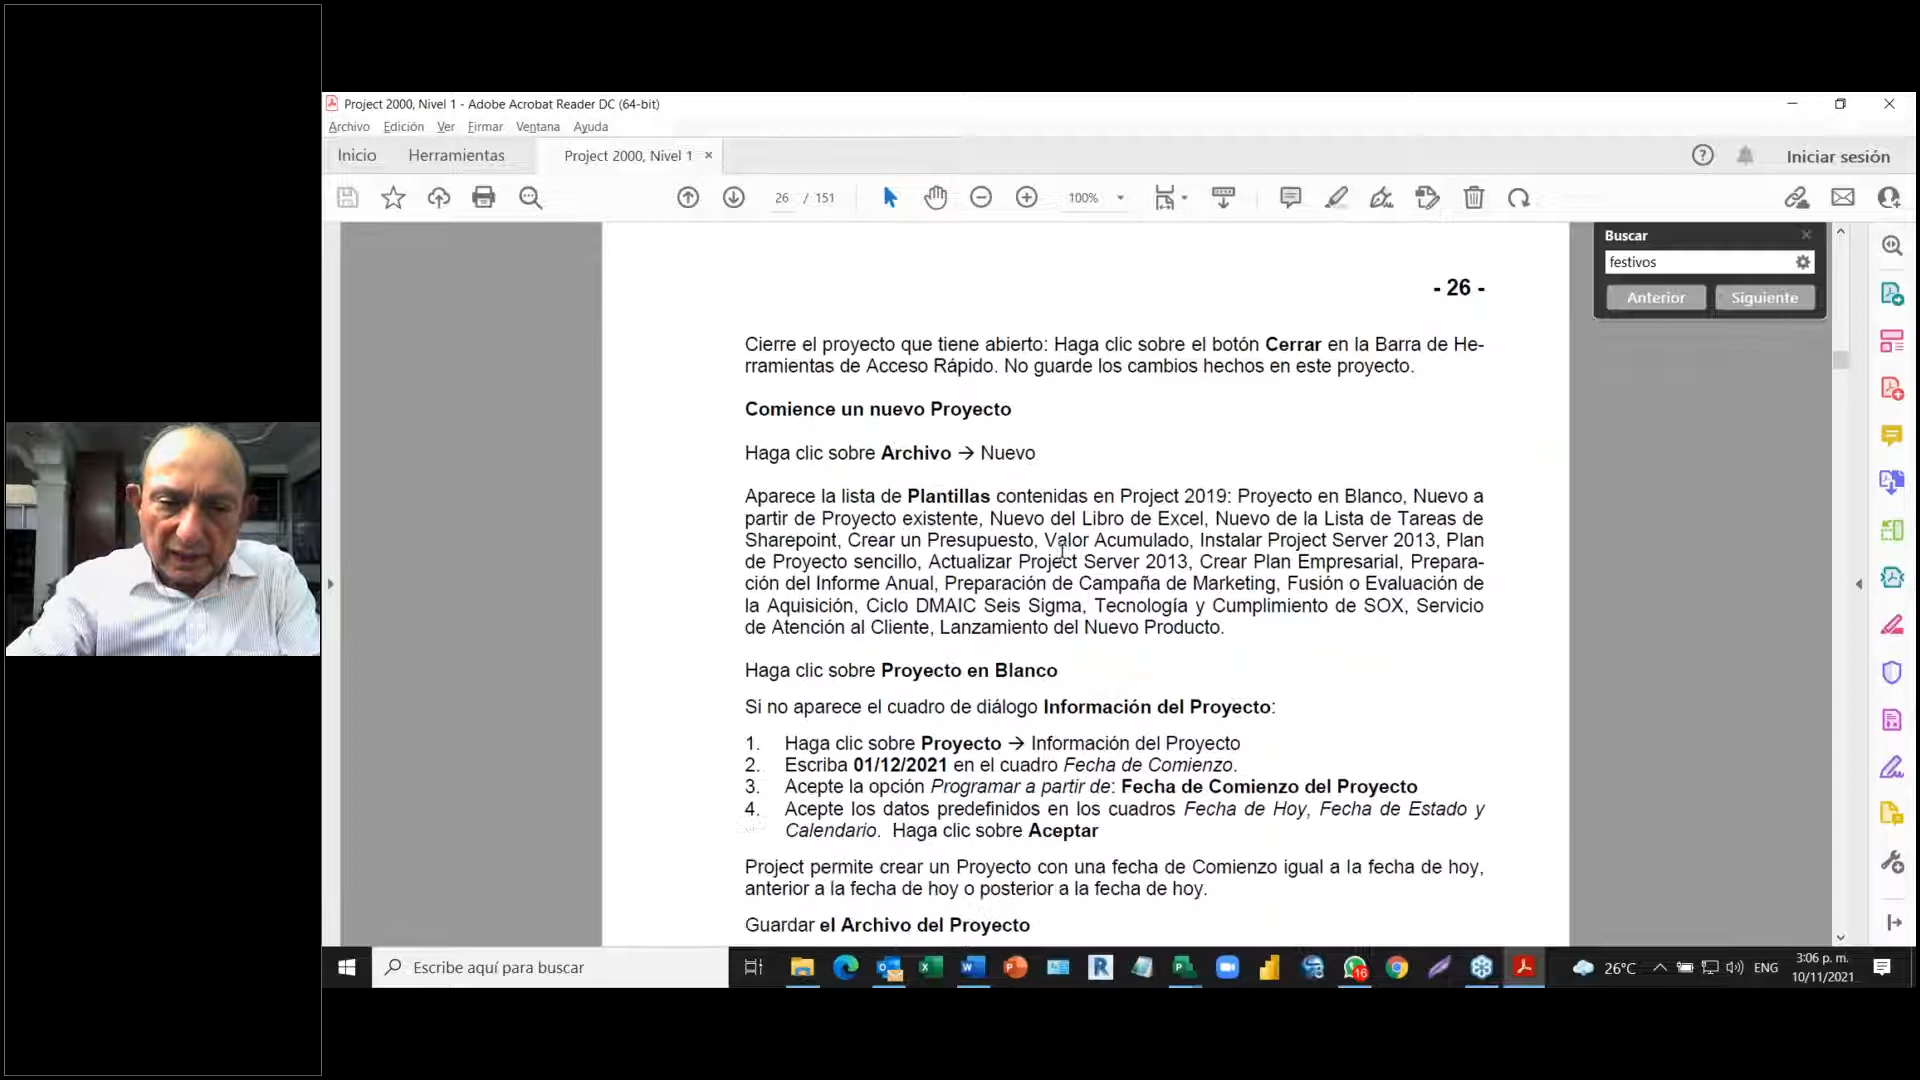 Project 2000, Nivel 1 - Adobe Acrobat Reader DC (64-bit)
Archivo Edición Ver Firmar Ventana Ayuda
Inicio Herramientas Project 2000, Nivel 1 × Iniciar sesión
26 / 151 100%
Buscar
festivos
Anterior Siguiente
- 26 -
Cierre el proyecto que tiene abierto: Haga clic sobre el botón Cerrar en la Barra de He-
rramientas de Acceso Rápido. No guarde los cambios hechos en este proyecto.
Comience un nuevo Proyecto
Haga clic sobre Archivo → Nuevo
Aparece la lista de Plantillas contenidas en Project 2019: Proyecto en Blanco, Nuevo a
partir de Proyecto existente, Nuevo del Libro de Excel, Nuevo de la Lista de Tareas de
Sharepoint, Crear un Presupuesto, Valor Acumulado, Instalar Project Server 2013, Plan
de Proyecto sencillo, Actualizar Project Server 2013, Crear Plan Empresarial, Prepara-
ción del Informe Anual, Preparación de Campaña de Marketing, Fusión o Evaluación de
la Aquisición, Ciclo DMAIC Seis Sigma, Tecnología y Cumplimiento de SOX, Servicio
de Atención al Cliente, Lanzamiento del Nuevo Producto.
Haga clic sobre Proyecto en Blanco
Si no aparece el cuadro de diálogo Información del Proyecto:
1. Haga clic sobre Proyecto → Información del Proyecto
2. Escriba 01/12/2021 en el cuadro Fecha de Comienzo.
3. Acepte la opción Programar a partir de: Fecha de Comienzo del Proyecto
4. Acepte los datos predefinidos en los cuadros Fecha de Hoy, Fecha de Estado y
Calendario. Haga clic sobre Aceptar
Project permite crear un Proyecto con una fecha de Comienzo igual a la fecha de hoy,
anterior a la fecha de hoy o posterior a la fecha de hoy.
Guardar el Archivo del Proyecto
Escribe aquí para buscar 16 26°C ENG 3:06 p. m.
10/11/2021